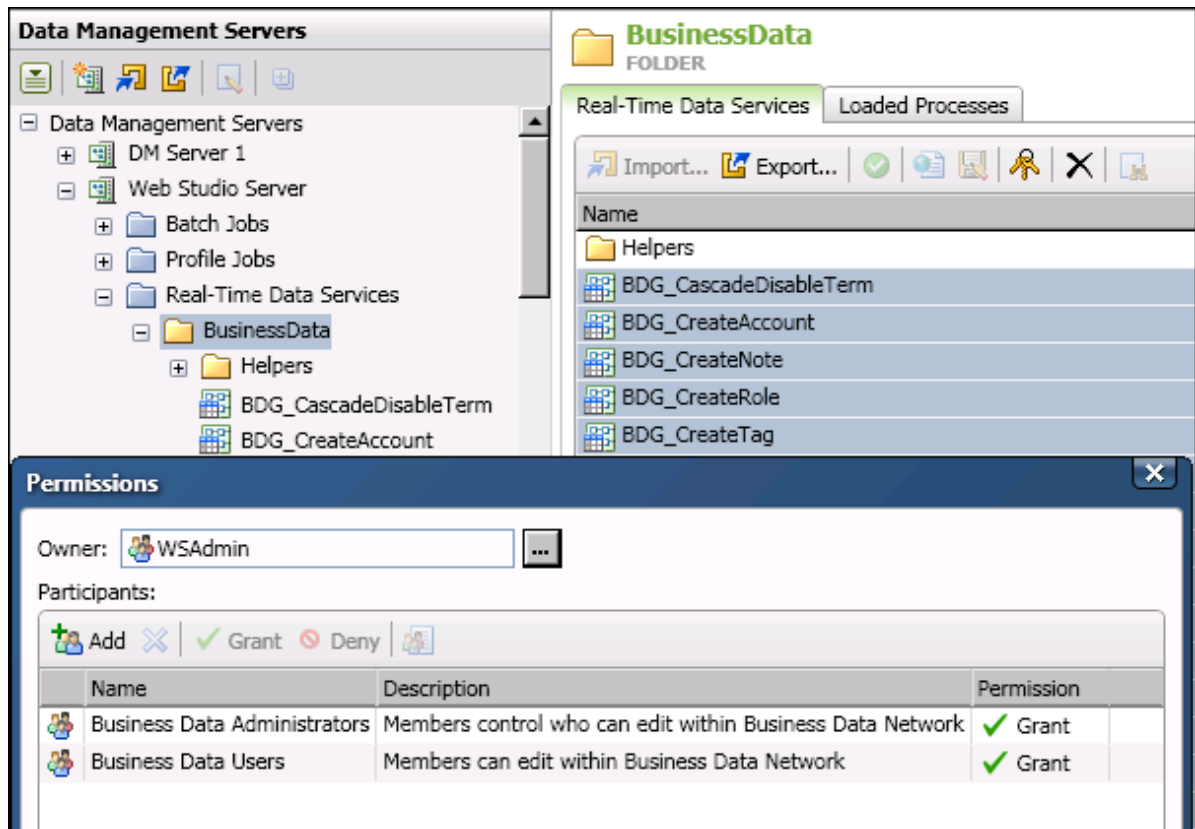 Data Management Servers
Data Management Servers
DM Server 1
Web Studio Server
Batch Jobs
Profile Jobs
Real-Time Data Services
BusinessData
Helpers
BDG_CascadeDisableTerm
BDG_CreateAccount
BusinessData
FOLDER
Real-Time Data Services Loaded Processes
Import... Export...
Name
Helpers
BDG_CascadeDisableTerm
BDG_CreateAccount
BDG_CreateNote
BDG_CreateRole
BDG_CreateTag
Permissions
Owner: WSAdmin ...
Participants:
Add Grant Deny
Name Description Permission
Business Data Administrators Members control who can edit within Business Data Network Grant
Business Data Users Members can edit within Business Data Network Grant